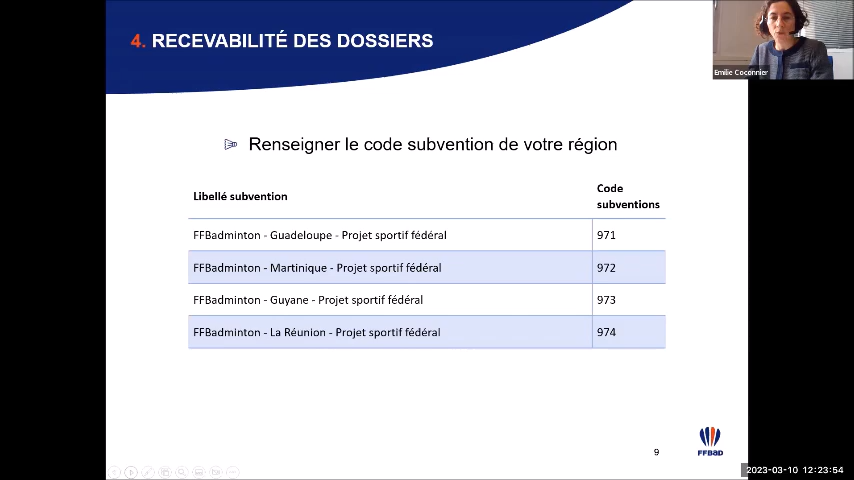 4. RECEVABILITÉ DES DOSSIERS
Emilie Coconnier
Renseigner le code subvention de votre région
Libellé subvention
Code
subventions
FFBadminton - Guadeloupe - Projet sportif fédéral 971
FFBadminton - Martinique - Projet sportif fédéral 972
FFBadminton - Guyane - Projet sportif fédéral 973
FFBadminton - La Réunion - Projet sportif fédéral 974
9
FFBaD
2023-03-10 12:23:54